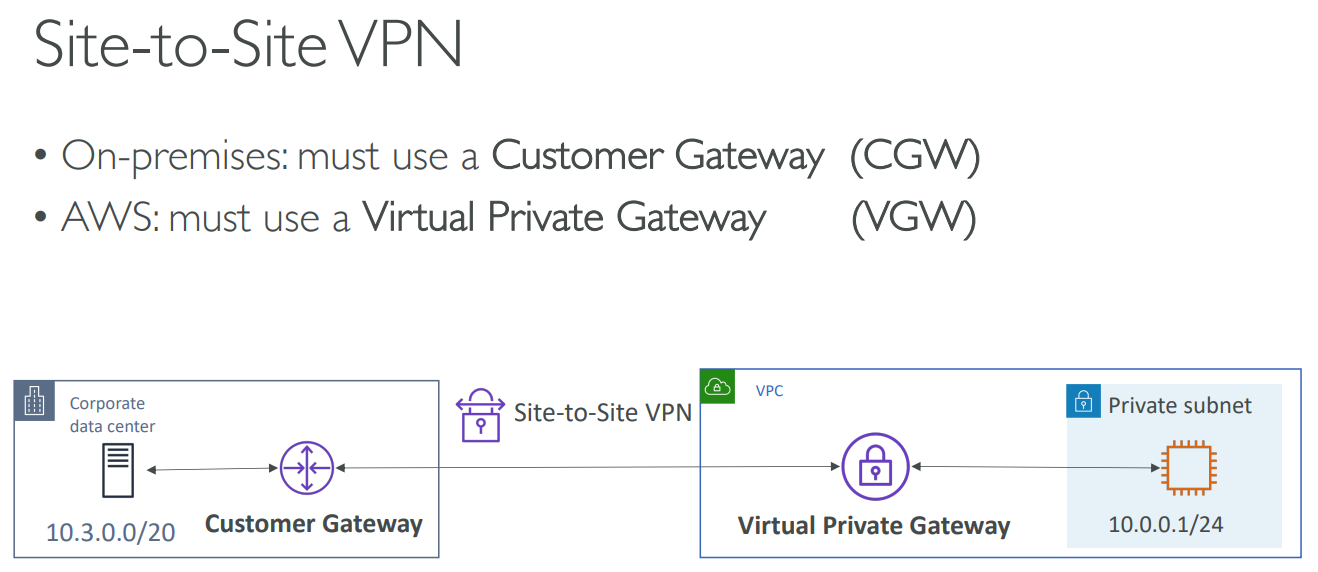 Site-to-Site VPN
• On-premises: must use a Customer Gateway (CGW)
• AWS: must use a Virtual Private Gateway (VGW)
Corporate
data center
10.3.0.0/20
Customer Gateway
Site-to-Site VPN
VPC
Virtual Private Gateway
Private subnet
10.0.0.1/24